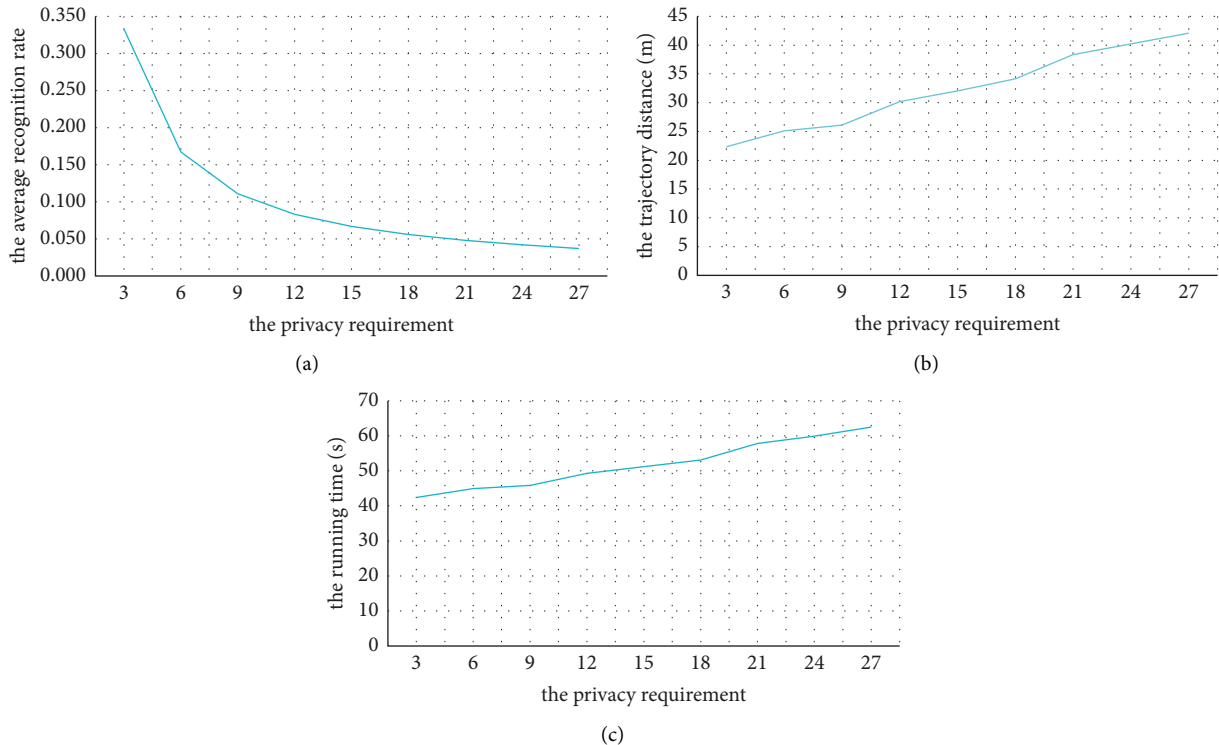 the average recognition rate
0.350
0.300
0.250
0.200
0.150
0.100
0.050
0.000
3 6 9 12 15 18 21 24 27
the privacy requirement
(a)
the trajectory distance (m)
45
40
35
30
25
20
15
10
5
0
3 6 9 12 15 18 21 24 27
the privacy requirement
(b)
the running time (s)
70
60
50
40
30
20
10
0
3 6 9 12 15 18 21 24 27
the privacy requirement
(c)